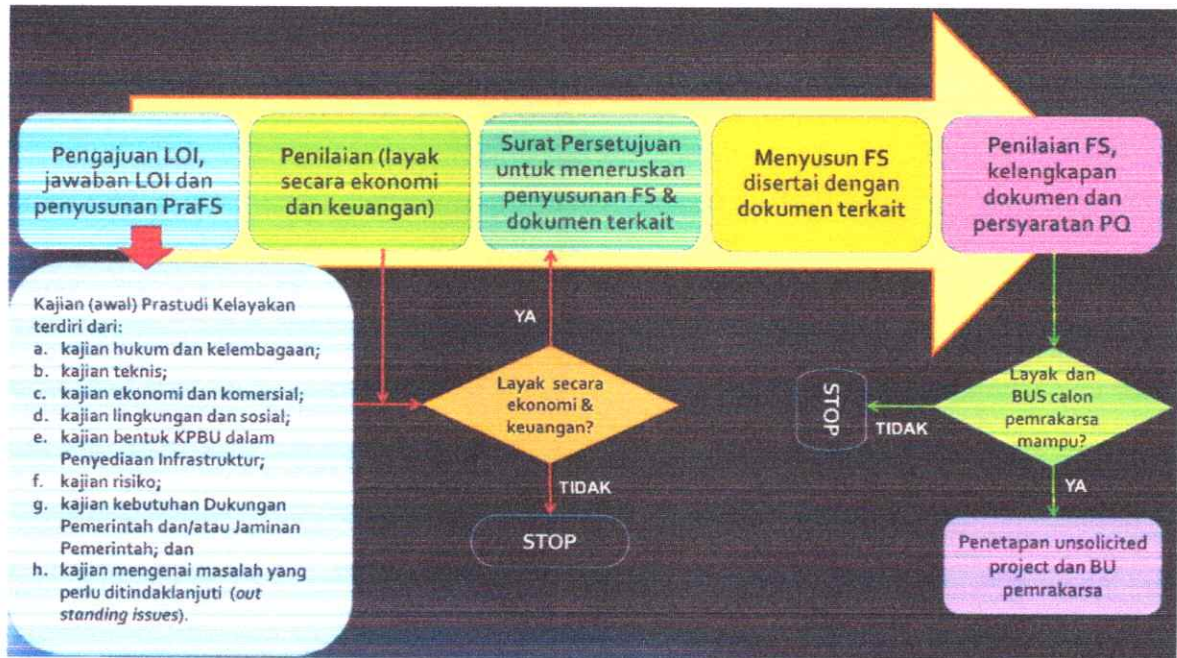 Pengajuan LOI,
jawaban LOI dan
penyusunan PraFS
Penilaian (layak
secara ekonomi
dan keuangan)
Surat Persetujuan
untuk meneruskan
penyusunan FS &
dokumen terkait
Menyusun FS
disertai dengan
dokumen terkait
Penilaian FS,
kelengkapan
dokumen dan
persyaratan PQ
Kajian (awal) Prastudi Kelayakan
terdiri dari:
a. kajian hukum dan kelembagaan;
b. kajian teknis;
c. kajian ekonomi dan komersial;
d. kajian lingkungan dan sosial;
e. kajian bentuk KPBU dalam
Penyediaan Infrastruktur;
f. kajian risiko;
g. kajian kebutuhan Dukungan
Pemerintah dan/atau Jaminan
Pemerintah; dan
h. kajian mengenai masalah yang
perlu ditindaklanjuti (out
standing issues).
YA
Layak secara
ekonomi &
keuangan?
TIDAK
STOP
STOP
TIDAK
Layak dan
BUS calon
pemrakarsa
mampu?
YA
Penetapan unsolicited
project dan BU
pemrakarsa